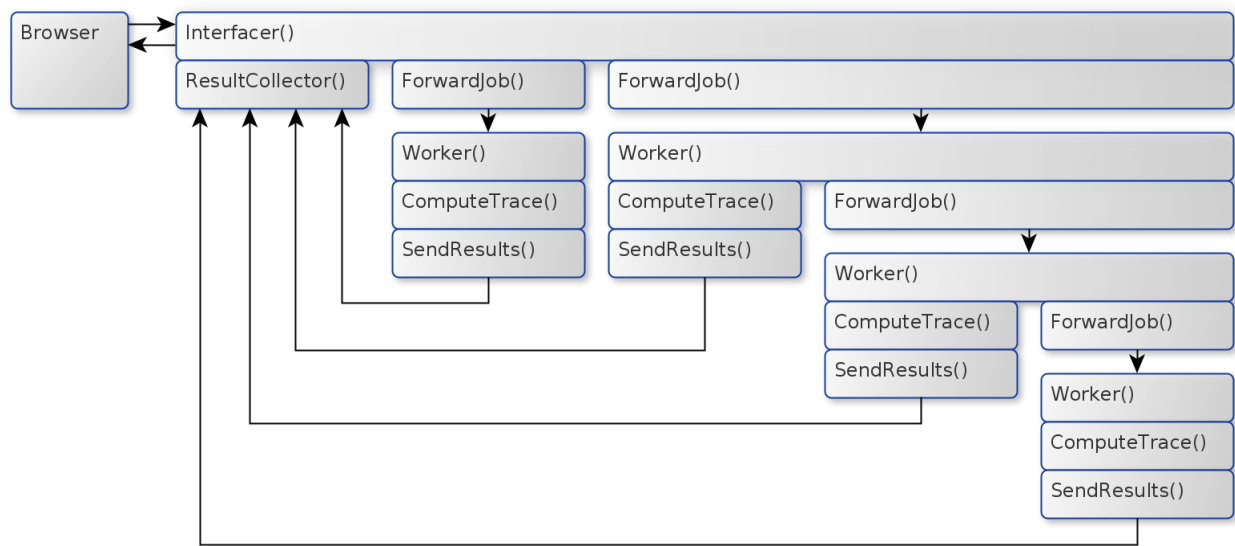 Browser
Interfacer()
ResultCollector()
ForwardJob()
ForwardJob()
Worker()
Worker()
ComputeTrace()
ComputeTrace()
ForwardJob()
SendResults()
SendResults()
Worker()
ComputeTrace()
ForwardJob()
SendResults()
Worker()
ComputeTrace()
SendResults()